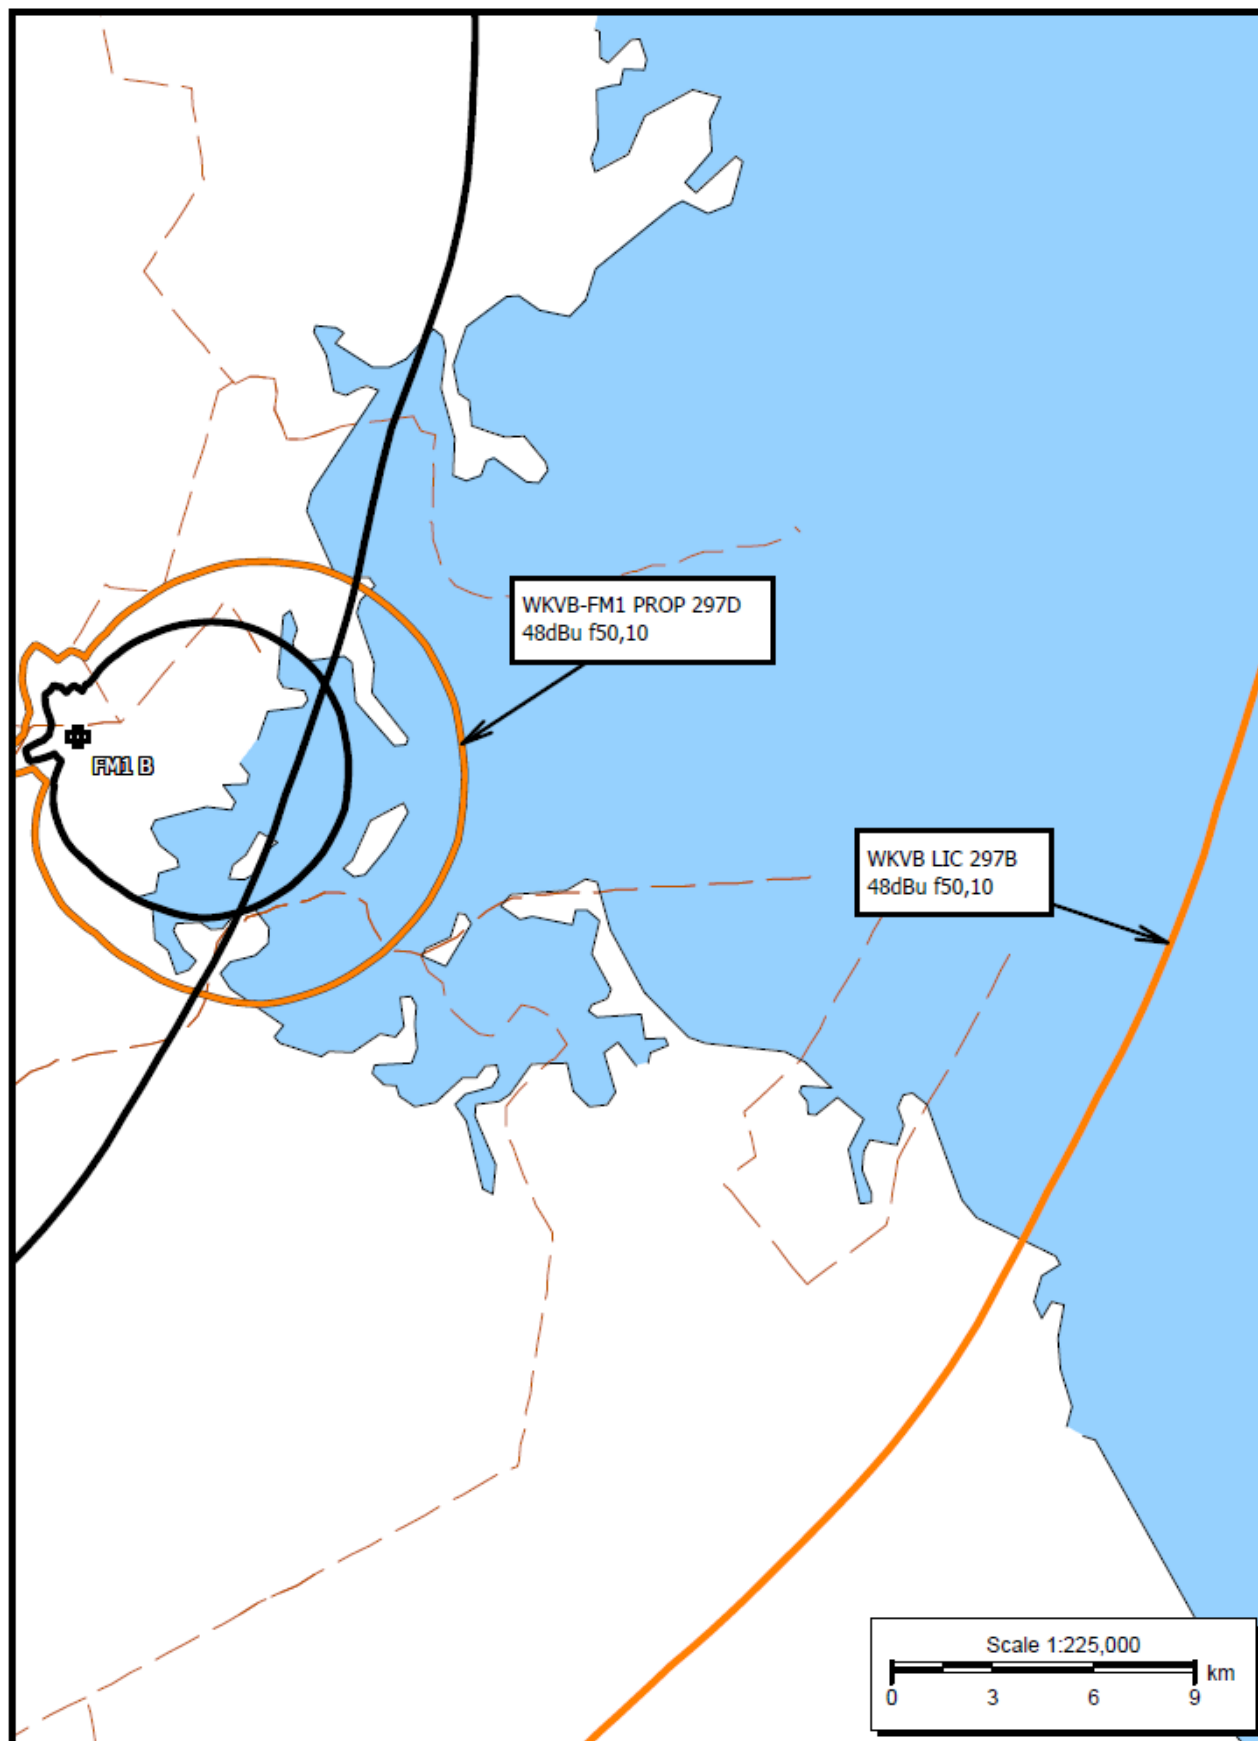 WKVB-FM1 PROP 297D
48dBu f50,10
FM1 B
WKVB LIC 297B
48dBu f50,10
Scale 1:225,000
km
0 3 6 9